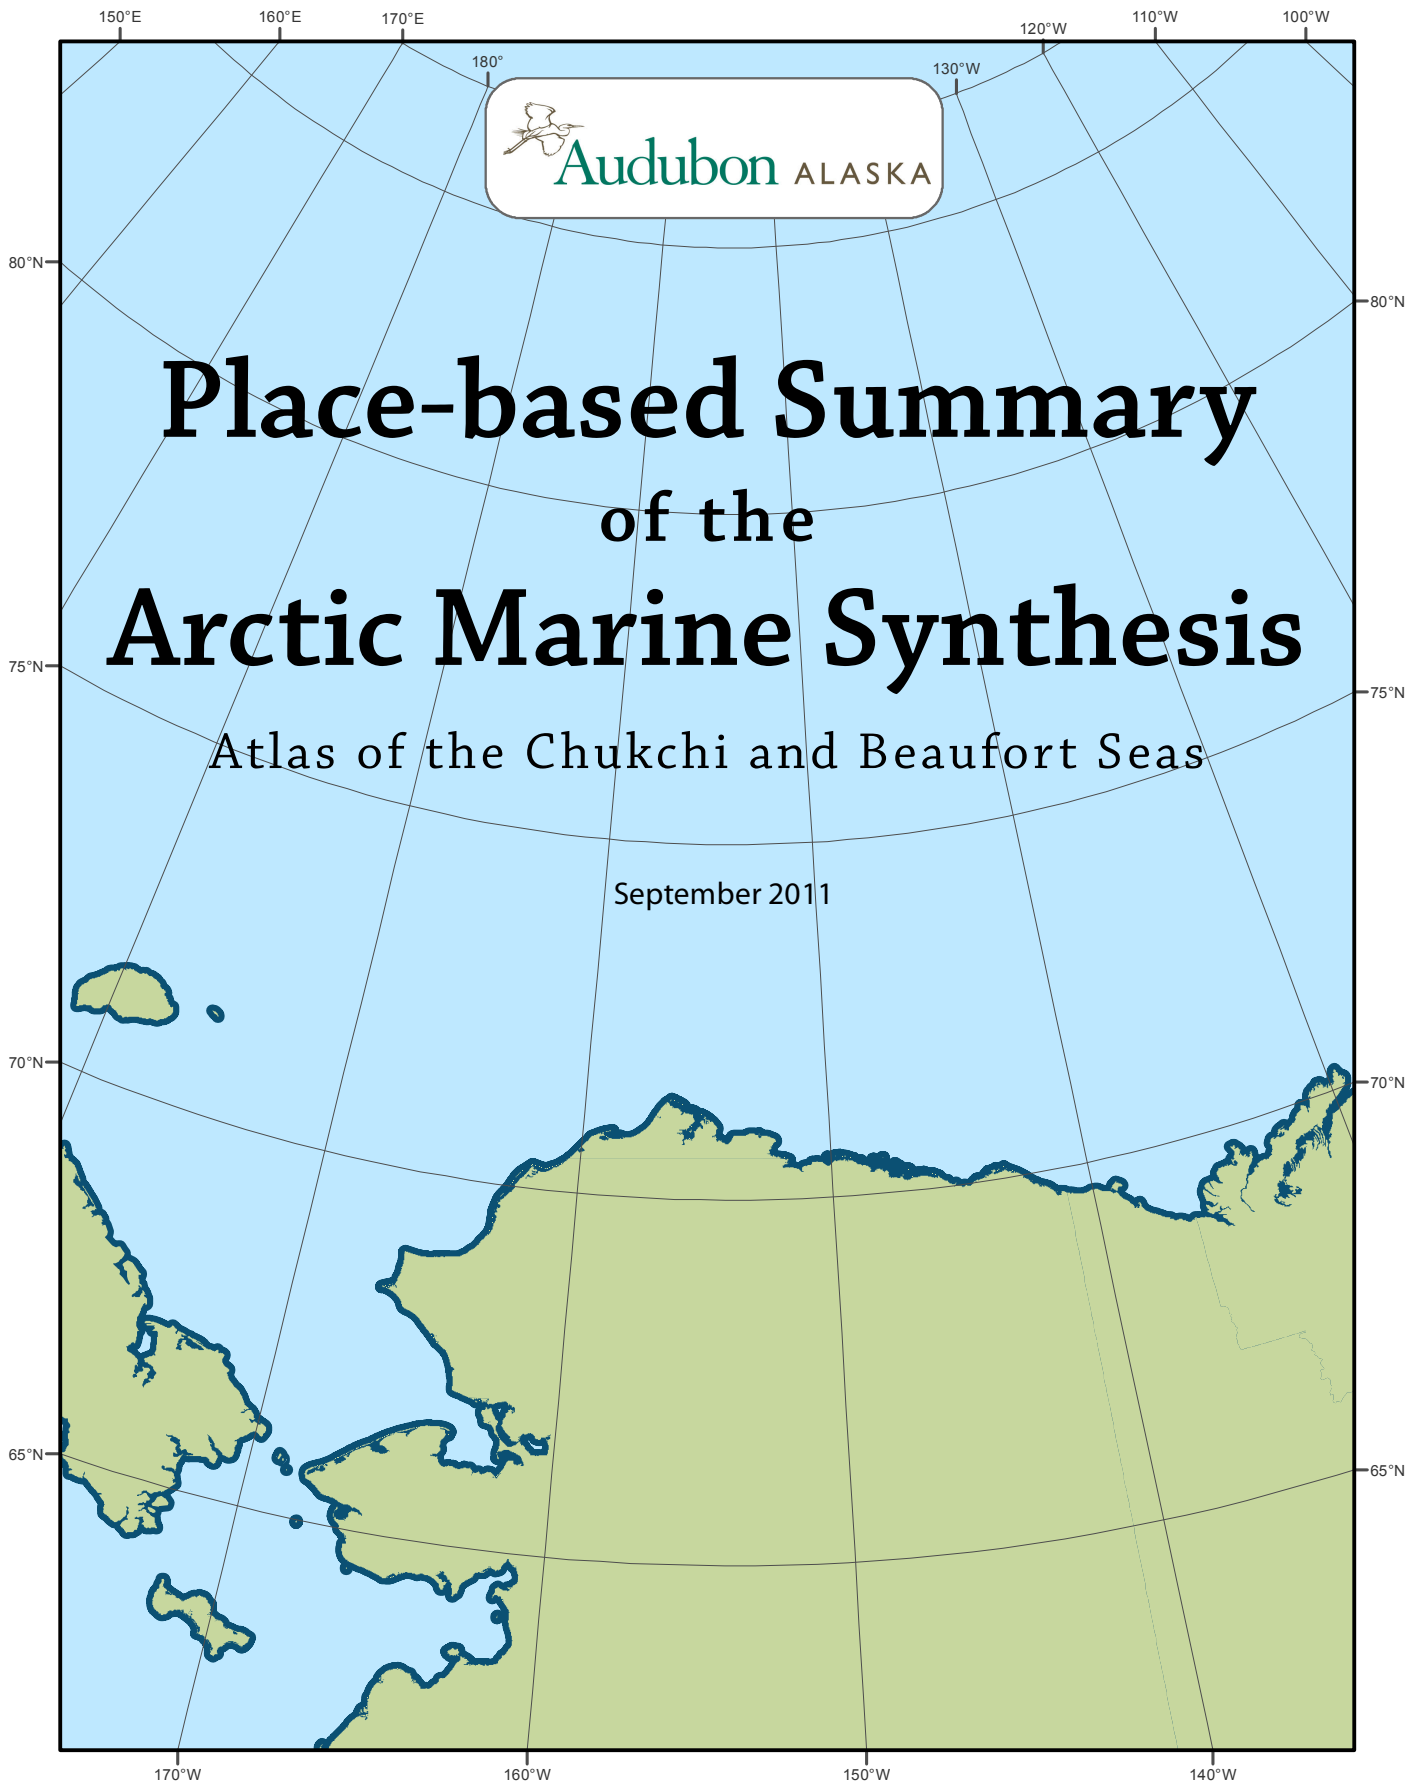 150°E 160°E 170°E 120°W 110°W 100°W
180° 130°W
Audubon ALASKA
80°N
80°N
Place-based Summary
of the
Arctic Marine Synthesis
75°N
75°N
Atlas of the Chukchi and Beaufort Seas
September 2011
70°N
70°N
65°N
65°N
170°W 160°W 150°W 140°W